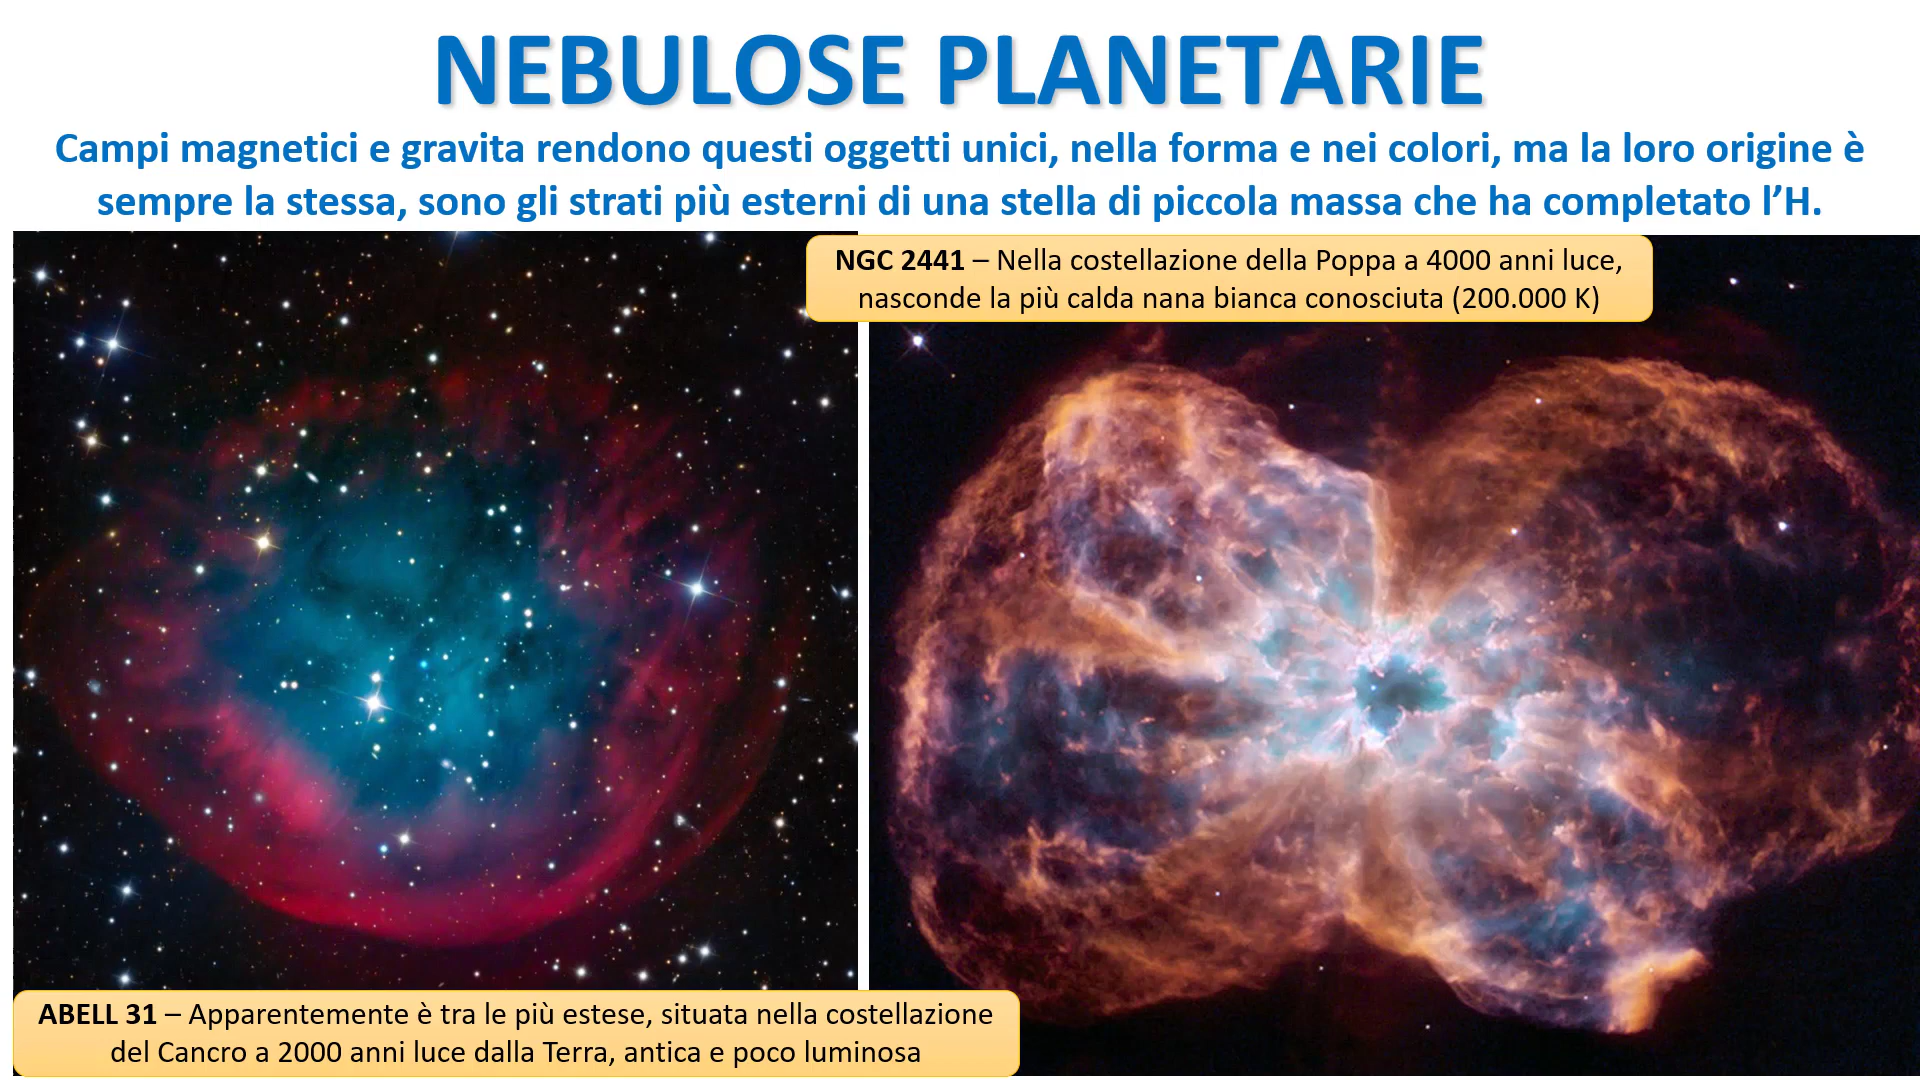 NEBULOSE PLANETARIE
Campi magnetici e gravita rendono questi oggetti unici, nella forma e nei colori, ma la loro origine è
sempre la stessa, sono gli strati più esterni di una stella di piccola massa che ha completato l’H.
NGC 2441 – Nella costellazione della Poppa a 4000 anni luce,
nasconde la più calda nana bianca conosciuta (200.000 K)
ABELL 31 – Apparentemente è tra le più estese, situata nella costellazione
del Cancro a 2000 anni luce dalla Terra, antica e poco luminosa